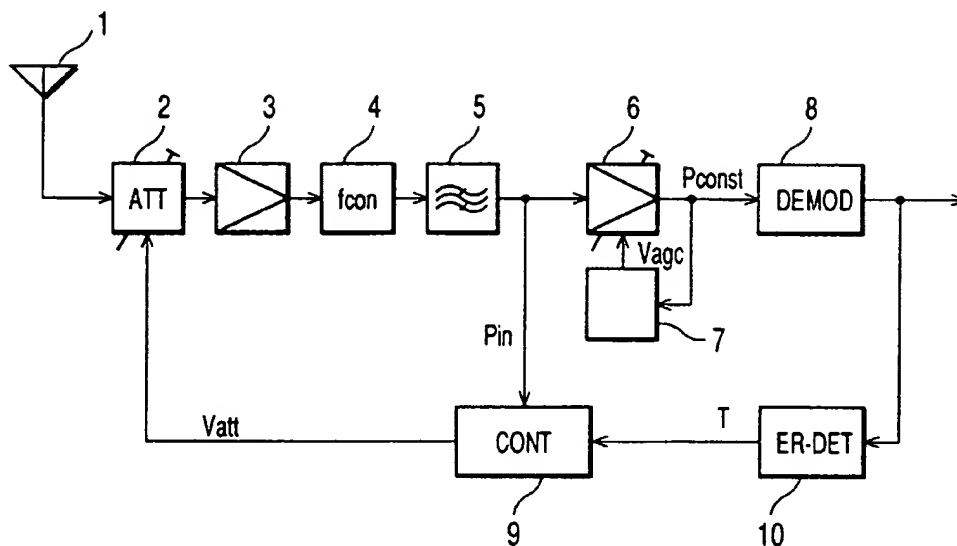 1
2
3
4
5
6
8
ATT
fcon
Pconst
DEMOD
Vagc
7
Pin
Vatt
CONT
T
ER-DET
9
10